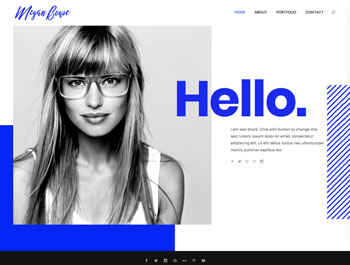 Megan Bowe
HOME ABOUT PORTFOLIO CONTACT
Hello.
I am text block. Click edit button to change this
text. Lorem ipsum dolor sit amet, consectetur
adipiscing elit. Ut elit tellus, luctus nec ullamcorper
mattis, pulvinar dapibus leo.